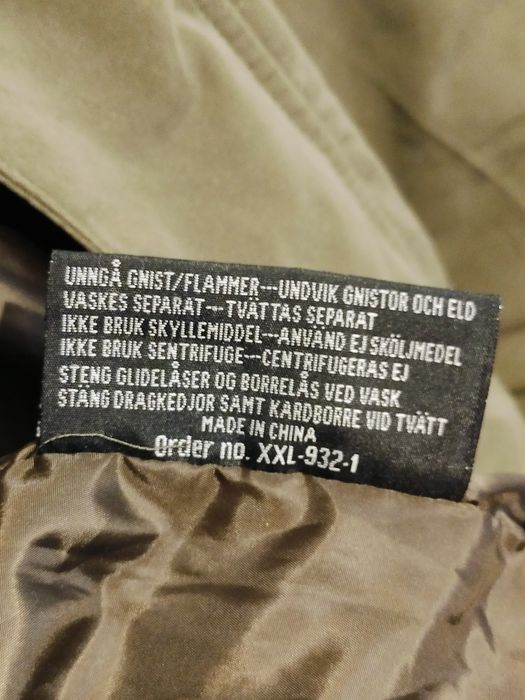 UNNGÅ GNIST/FLAMMER---UNDVIK GNISTOR OCH ELD
VASKES SEPARAT---TVÄTTAS SEPARAT
IKKE BRUK SKYLLEMIDDEL---ANVÄND EJ SKÖLJMEDEL
IKKE BRUK SENTRIFUGE---CENTRIFUGERAS EJ
STENG GLIDELÅSER OG BORRELÅS VED VASK
STÄNG DRAGKEDJOR SAMT KARDBORRE VID TVÄTT
MADE IN CHINA
Order no. XXL-932-1